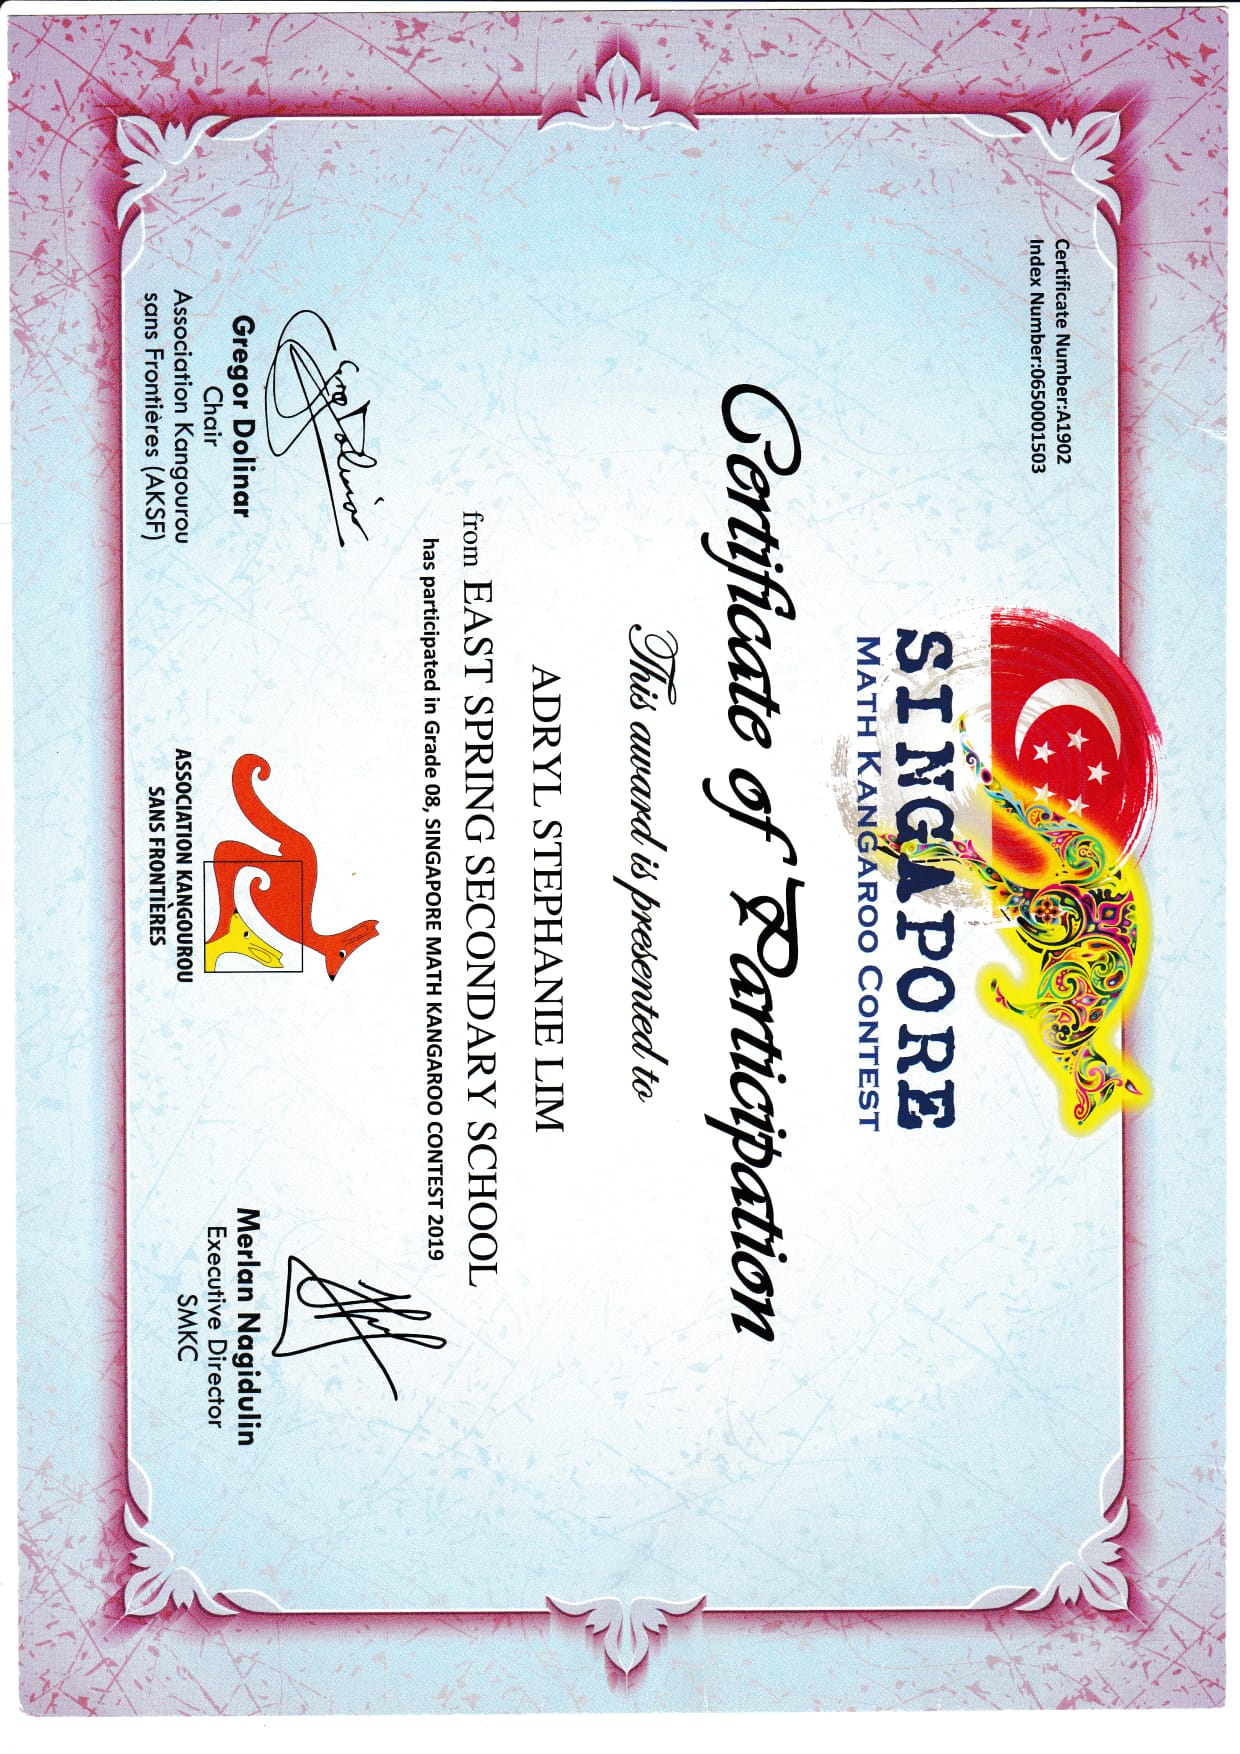 Certificate Number:A1902
Index Number:0650001503
SINGAPORE
MATH KANGAROO CONTEST
Certificate of Participation
This award is presented to
ADRYL STEPHANIE LIM
from EAST SPRING SECONDARY SCHOOL
has participated in Grade 08, SINGAPORE MATH KANGAROO CONTEST 2019
Gregor Dolinar
Chair
Association Kangourou
sans Frontières (AKSF)
ASSOCIATION KANGOUROU
SANS FRONTIÈRES
Merlan Nagidulin
Executive Director
SMKC